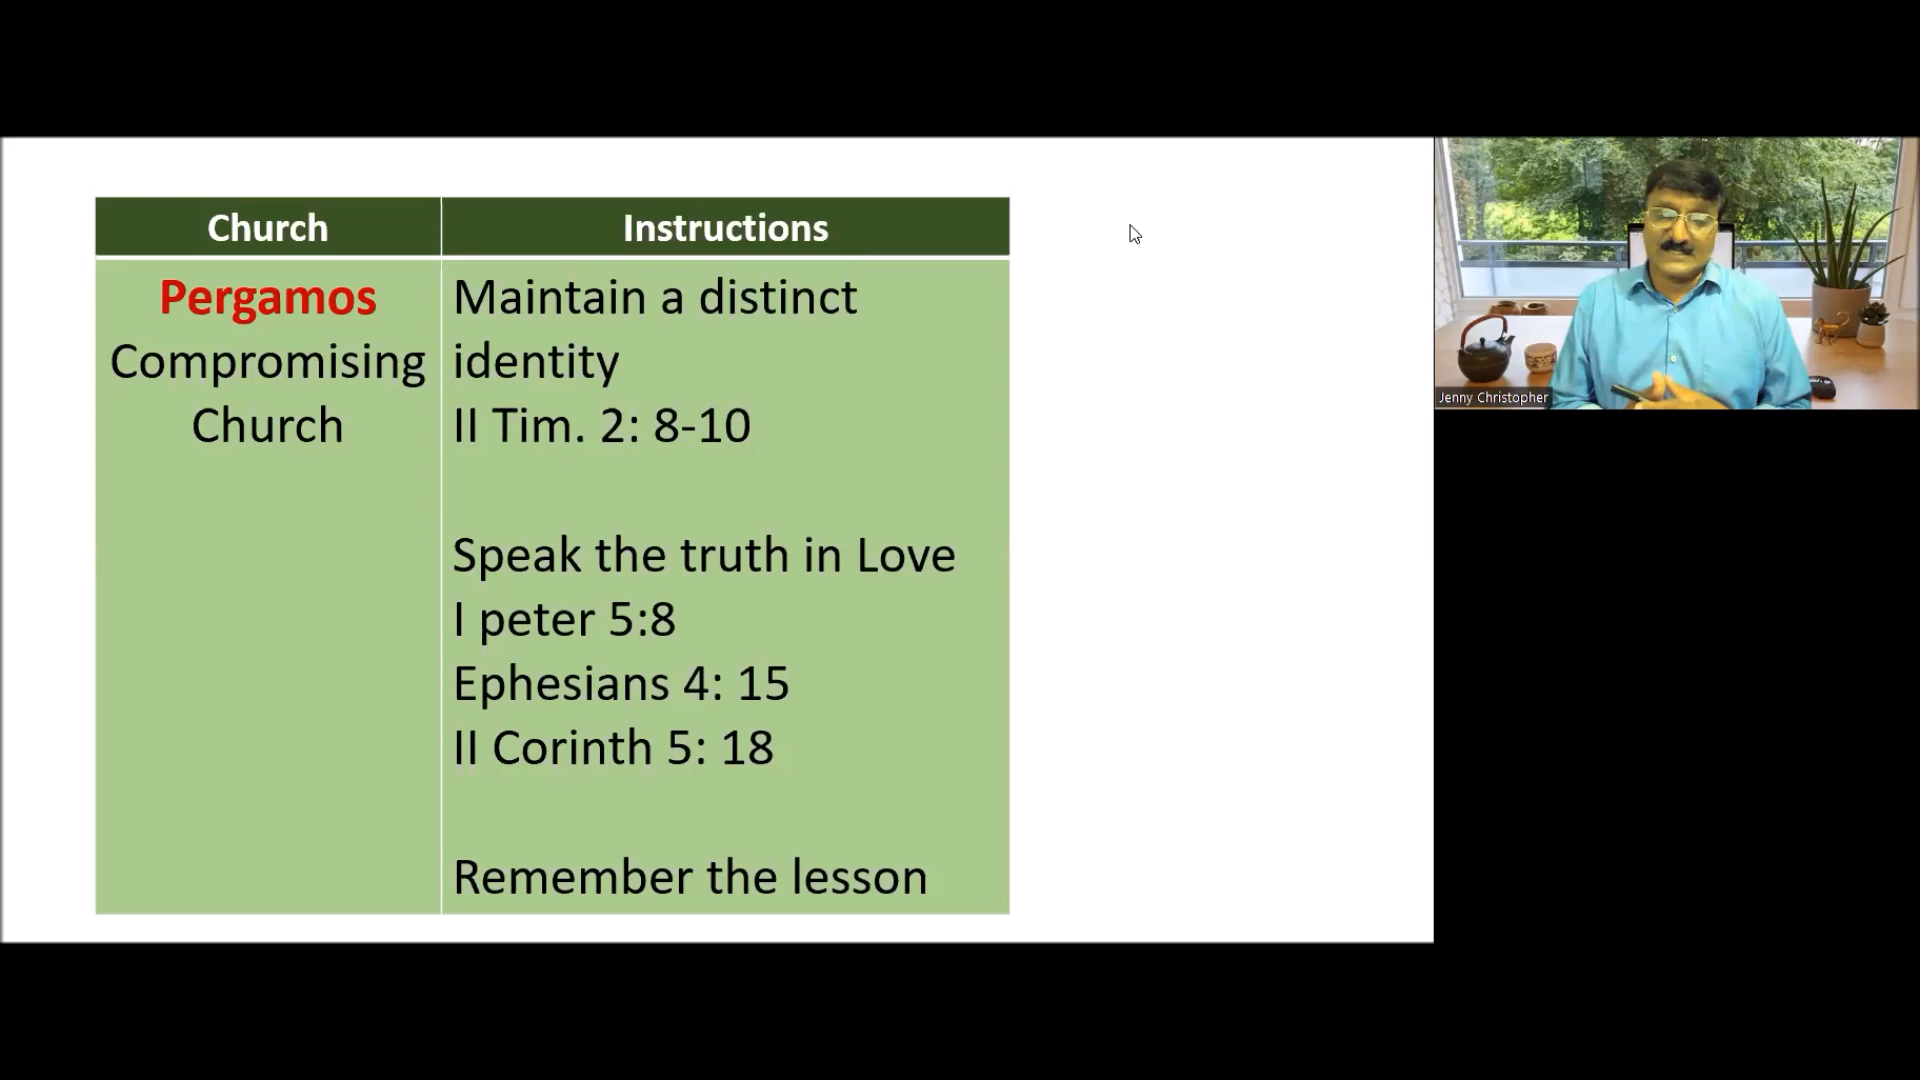 Church
Instructions
Pergamos
Compromising
Church
Maintain a distinct
identity
II Tim. 2: 8-10
Speak the truth in Love
I peter 5:8
Ephesians 4: 15
II Corinth 5: 18
Remember the lesson
Jenny Christopher